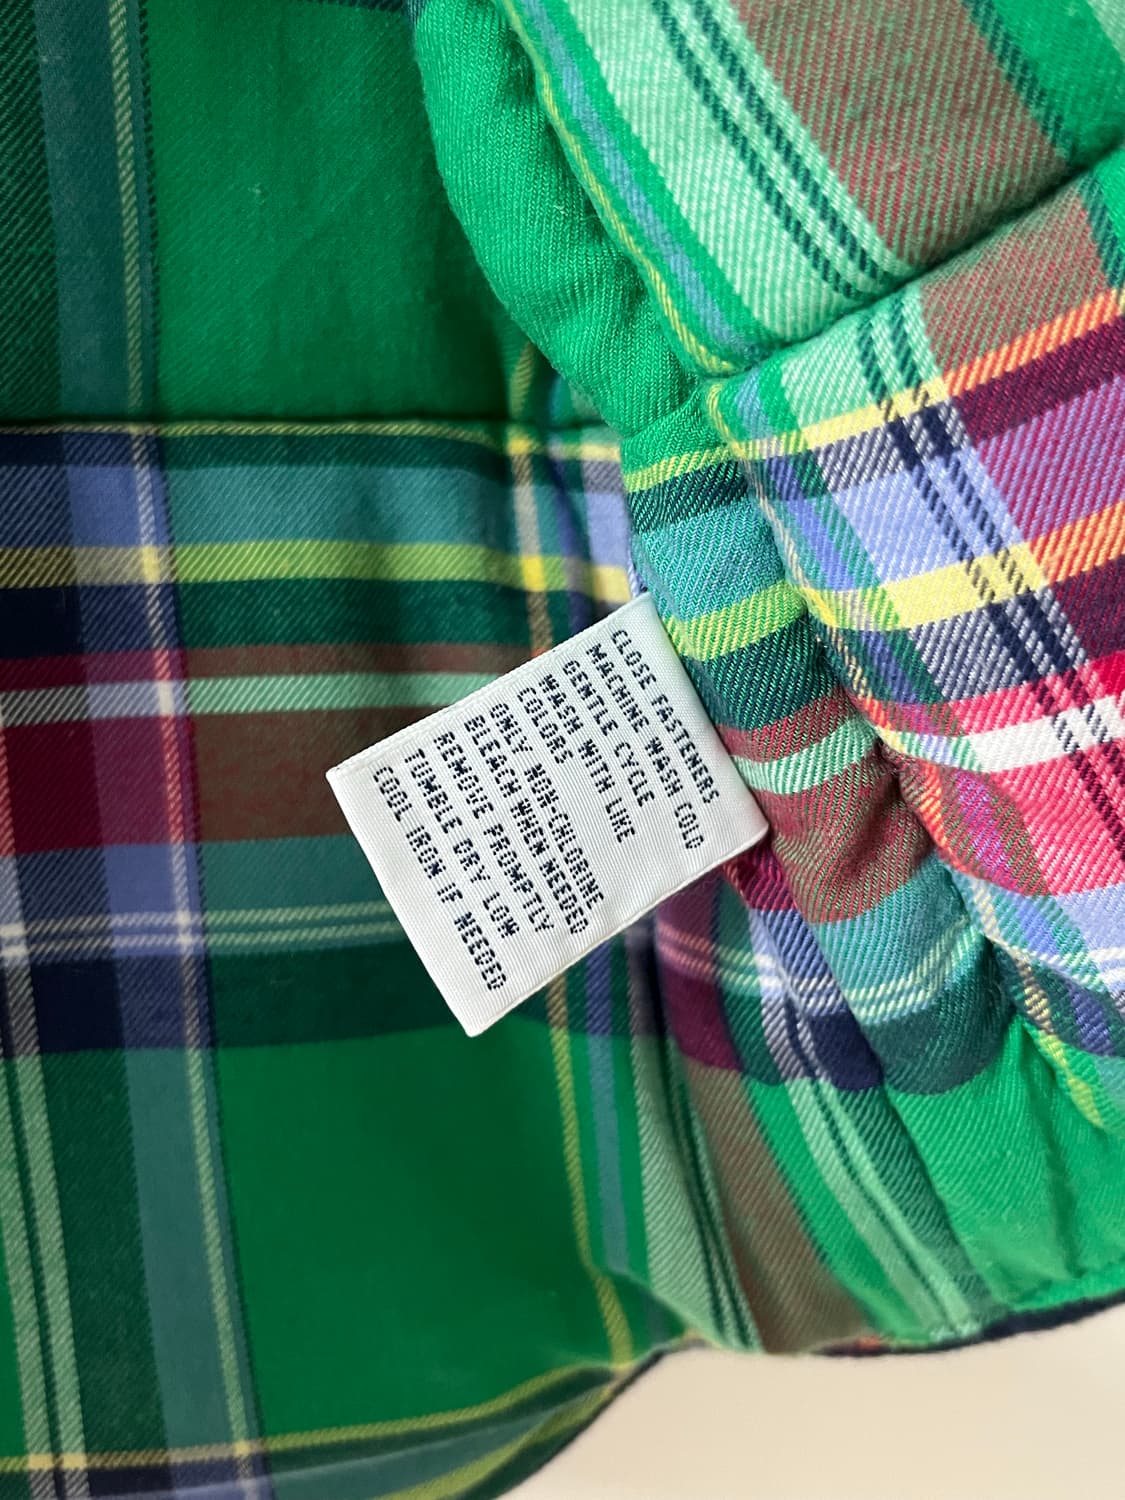 CLOSE FASTENERS
MACHINE WASH COLD
GENTLE CYCLE
WASH WITH LIKE
COLORS
ONLY NON-CHLORINE
BLEACH WHEN NEEDED
REMOVE PROMPTLY
TUMBLE DRY LOW
COOL IRON IF NEEDED